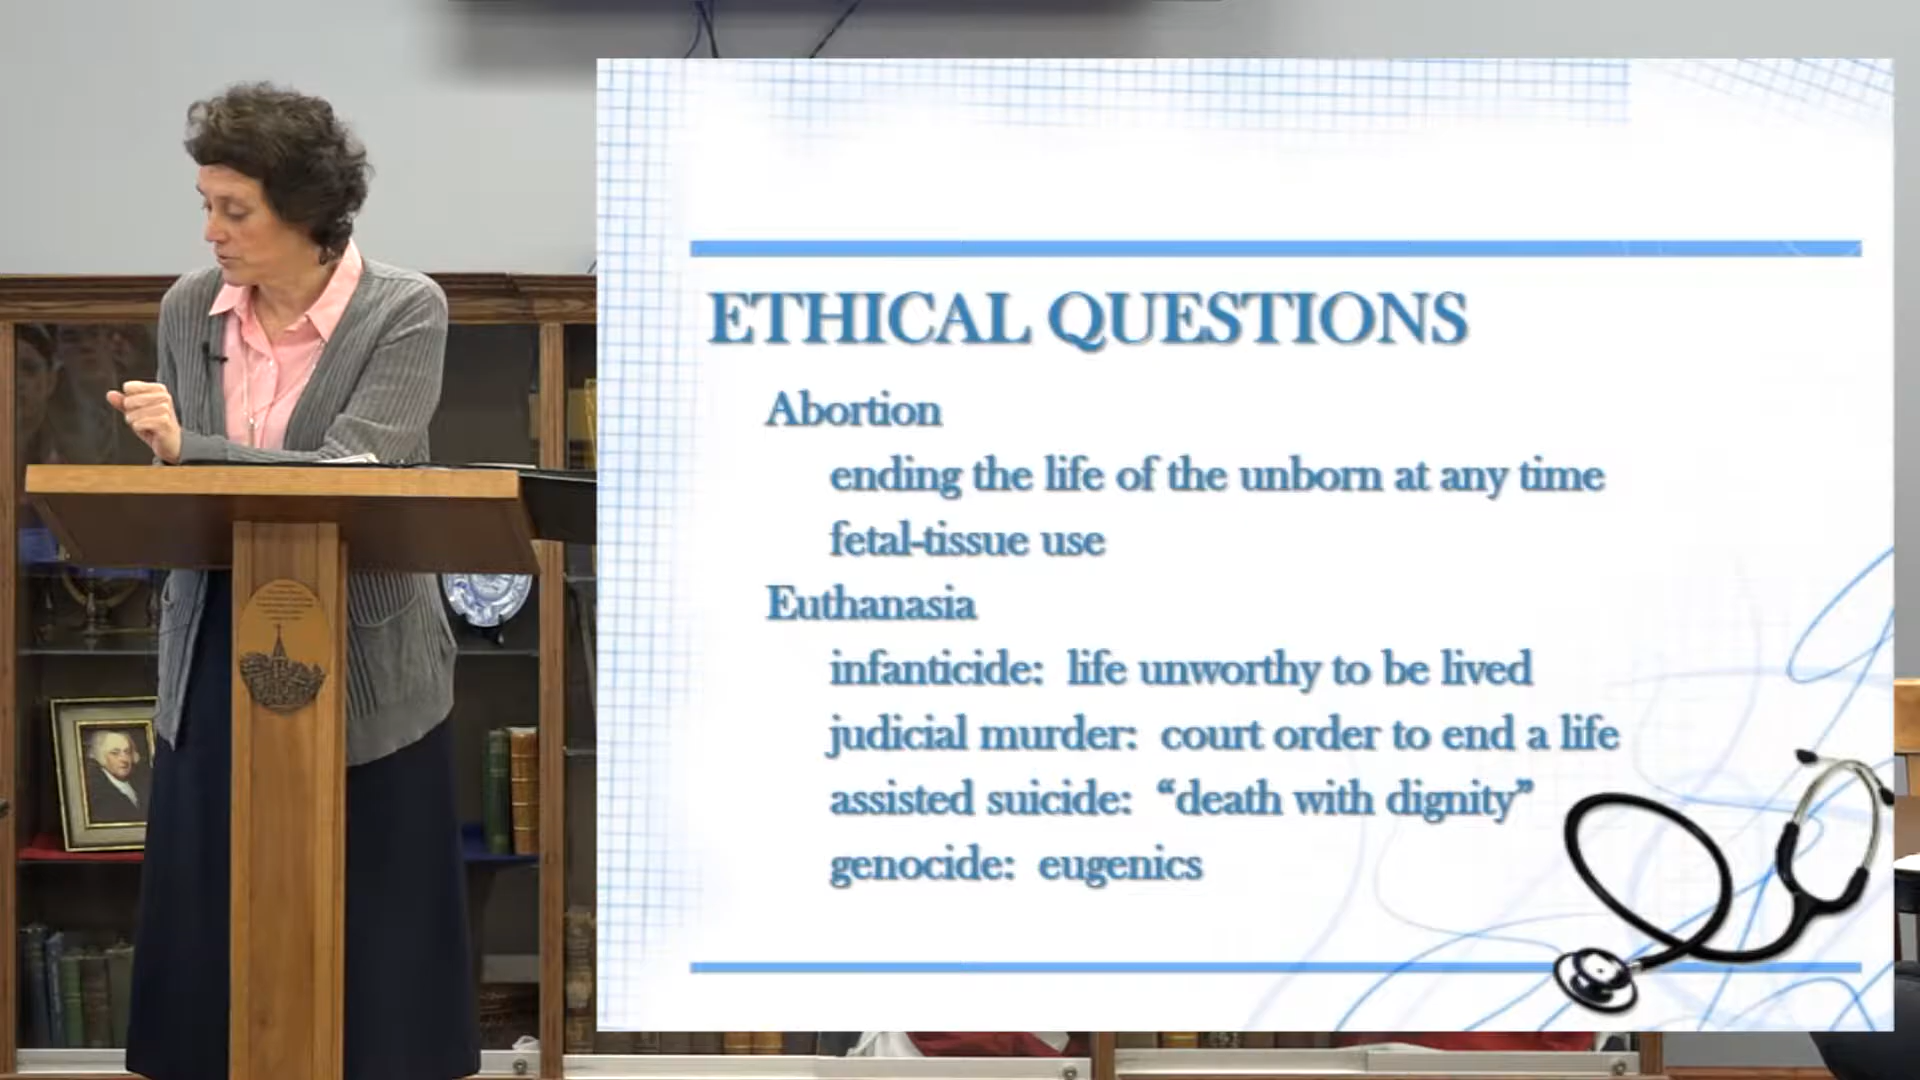 ETHICAL QUESTIONS
Abortion
ending the life of the unborn at any time
fetal-tissue use
Euthanasia
infanticide: life unworthy to be lived
judicial murder: court order to end a life
assisted suicide: “death with dignity”
genocide: eugenics